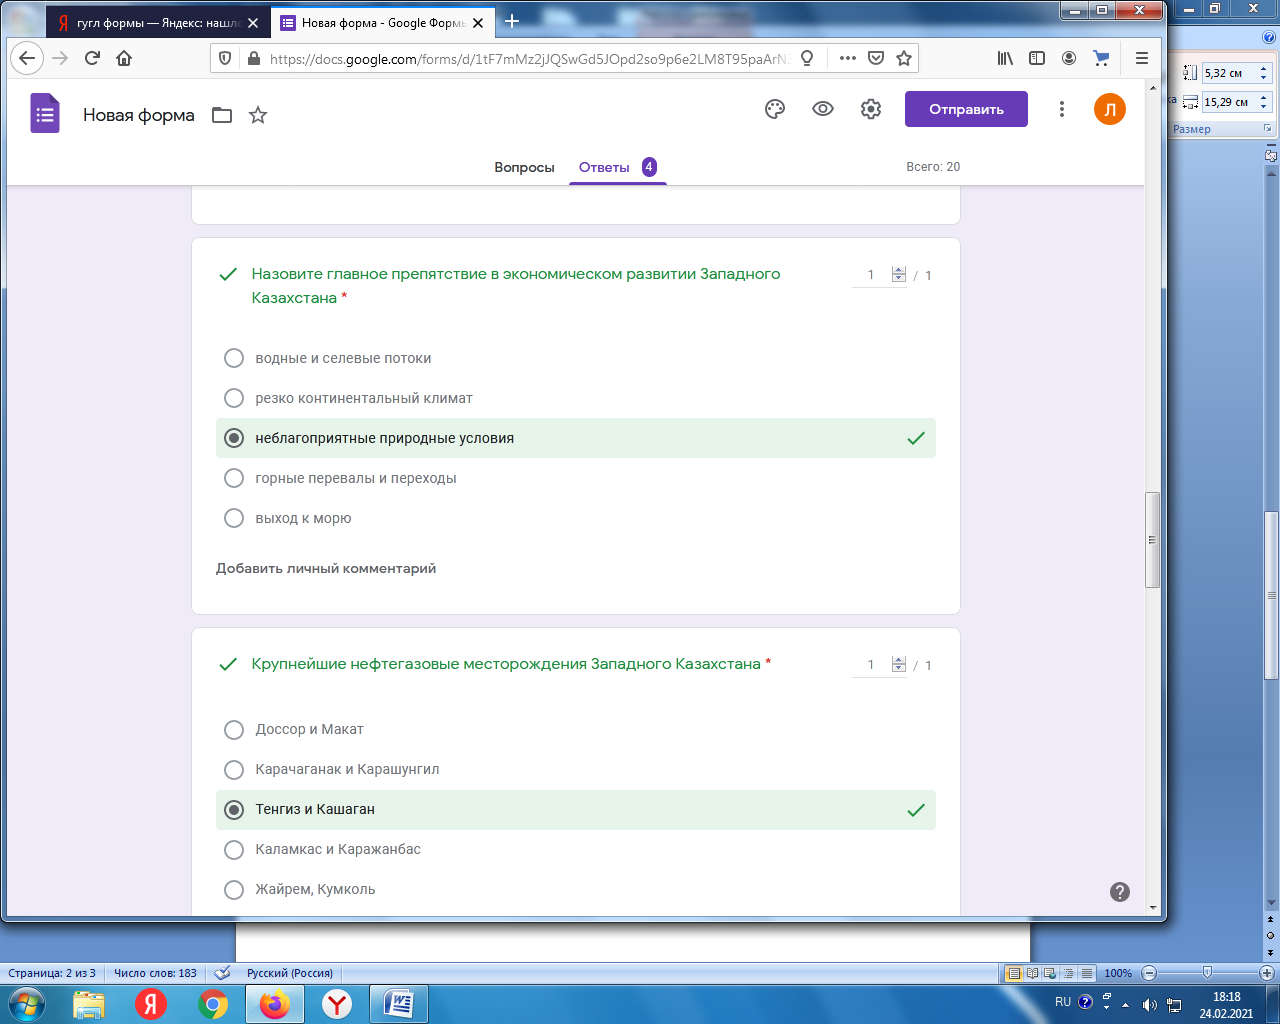 гугл формы — Яндекс: нашло
Новая форма - Google Формы
https://docs.google.com/forms/d/1tF7mMz2jJQSwGd5JOpd2so9p6e2LM8T95paArN
5,32 см
15,29 см
Размер
Новая форма
Отправить
Л
Вопросы
Ответы 4
Всего: 20
Назовите главное препятствие в экономическом развитии Западного
Казахстана *
1 / 1
водные и селевые потоки
резко континентальный климат
неблагоприятные природные условия
горные перевалы и переходы
выход к морю
Добавить личный комментарий
Крупнейшие нефтегазовые месторождения Западного Казахстана *
1 / 1
Доссор и Макат
Карачаганак и Карашунгил
Тенгиз и Кашаган
Каламкас и Каражанбас
Жайрем, Кумколь
Страница: 2 из 3
Число слов: 183
Русский (Россия)
100%
RU
18:18
24.02.2021